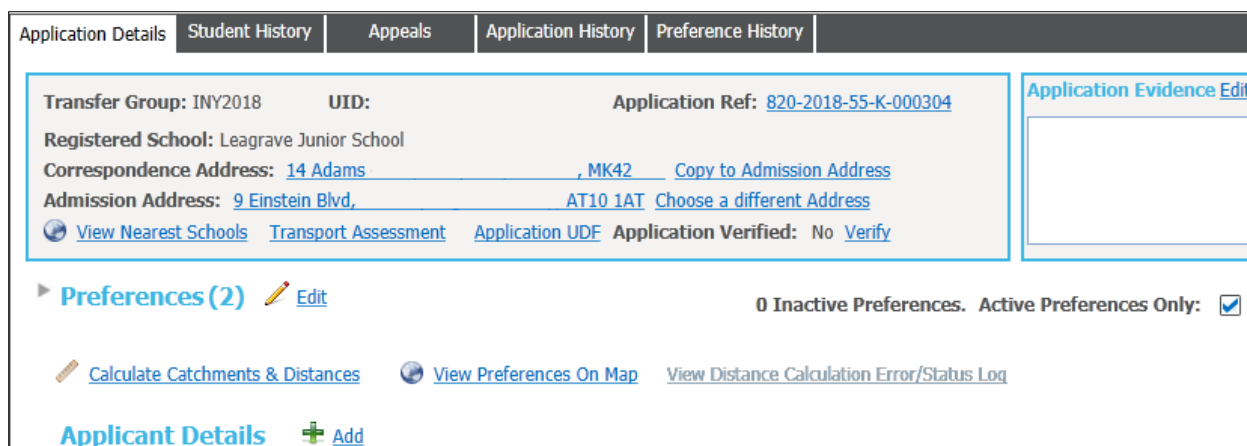 Application Details Student History Appeals Application History Preference History
Transfer Group: INY2018 UID: Application Ref: 820-2018-55-K-000304
Application Evidence Edit
Registered School: Leagrave Junior School
Correspondence Address: 14 Adams , MK42 Copy to Admission Address
Admission Address: 9 Einstein Blvd, AT10 1AT Choose a different Address
View Nearest Schools Transport Assessment Application UDF Application Verified: No Verify
Preferences (2) Edit
0 Inactive Preferences. Active Preferences Only:
Calculate Catchments & Distances View Preferences On Map View Distance Calculation Error/Status Log
Applicant Details Add